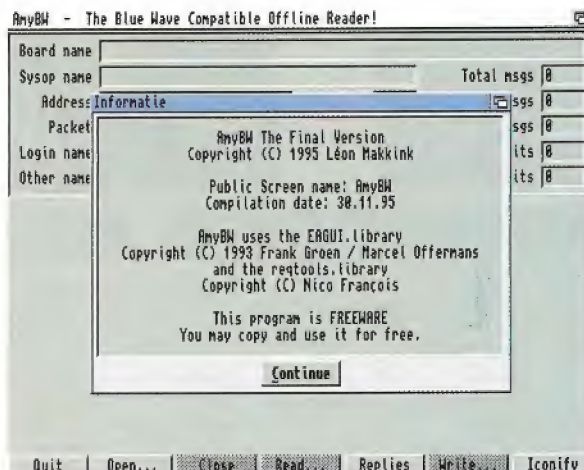 AmyBW - The Blue Wave Compatible Offline Reader!
Board name
Sysop name
Total msgs 0
Address
sgs 0
Packet
sgs 0
Login name
its 0
Other name
its 0
Informatie
AmyBW The Final Version
Copyright (C) 1995 Léon Makkink
Public Screen name: AmyBW
Compilation date: 30.11.95
AmyBW uses the EAGUI.library
Copyright (C) 1993 Frank Groen / Marcel Offermans
and the reqtools.library
Copyright (C) Nico François
This program is FREEWARE
You may copy and use it for free.
Continue
Quit Open... Close Read... Replies Write... Iconify